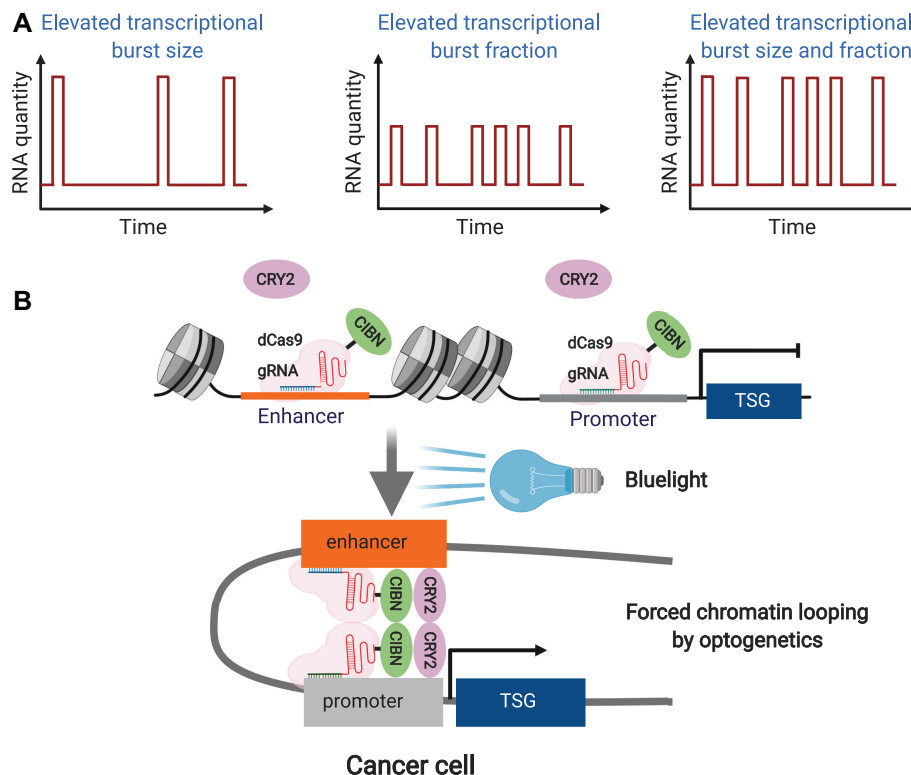 A
Elevated transcriptional
burst size
Elevated transcriptional
burst fraction
Elevated transcriptional
burst size and fraction
RNA quantity
Time
RNA quantity
Time
RNA quantity
Time
B
CRY2
CRY2
CIBN
dCas9
gRNA
Enhancer
CIBN
dCas9
gRNA
Promoter
TSG
Bluelight
enhancer
CIBN
CRY2
CIBN
CRY2
Forced chromatin looping
by optogenetics
promoter
TSG
Cancer cell